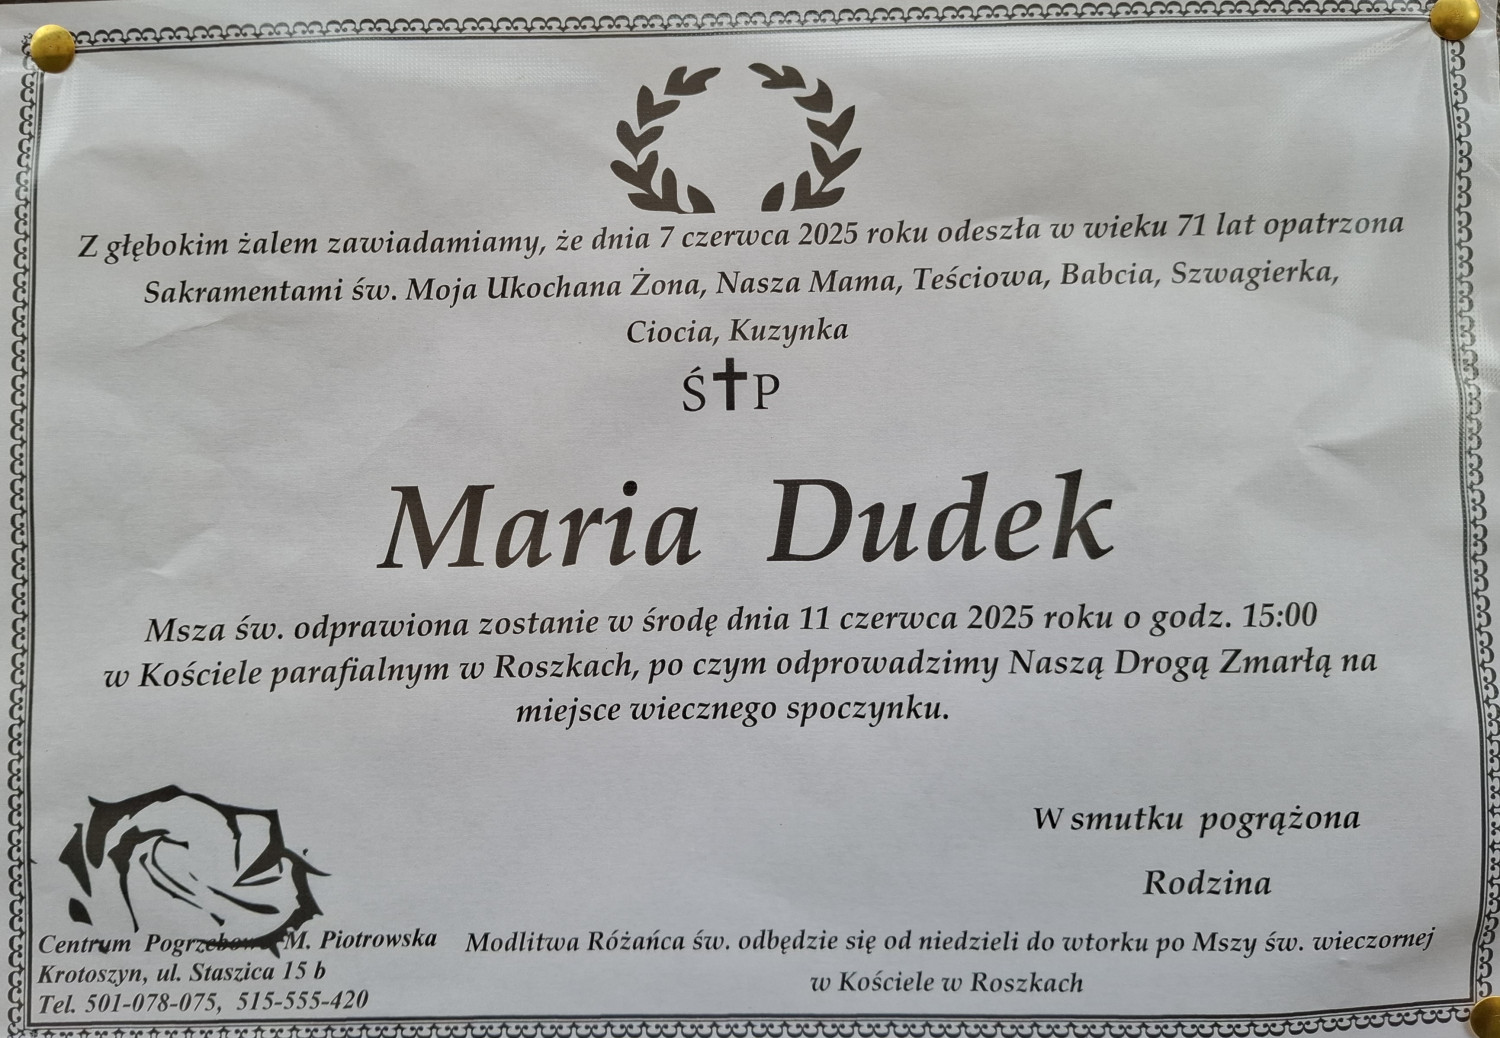 Z głębokim żalem zawiadamiamy, że dnia 7 czerwca 2025 roku odeszła w wieku 71 lat opatrzona
Sakramentami św. Moja Ukochana Żona, Nasza Mama, Teściowa, Babcia, Szwagierka,
Ciocia, Kuzynka
Ś✝P
Maria Dudek
Msza św. odprawiona zostanie w środę dnia 11 czerwca 2025 roku o godz. 15:00
w Kościele parafialnym w Roszkach, po czym odprowadzimy Naszą Drogą Zmarłą na
miejsce wiecznego spoczynku.
W smutku pogrążona
Rodzina
Centrum Pogrzebowe M. Piotrowska
Krotoszyn, ul. Staszica 15 b
Tel. 501-078-075, 515-555-420
Modlitwa Różańca św. odbędzie się od niedzieli do wtorku po Mszy św. wieczornej
w Kościele w Roszkach